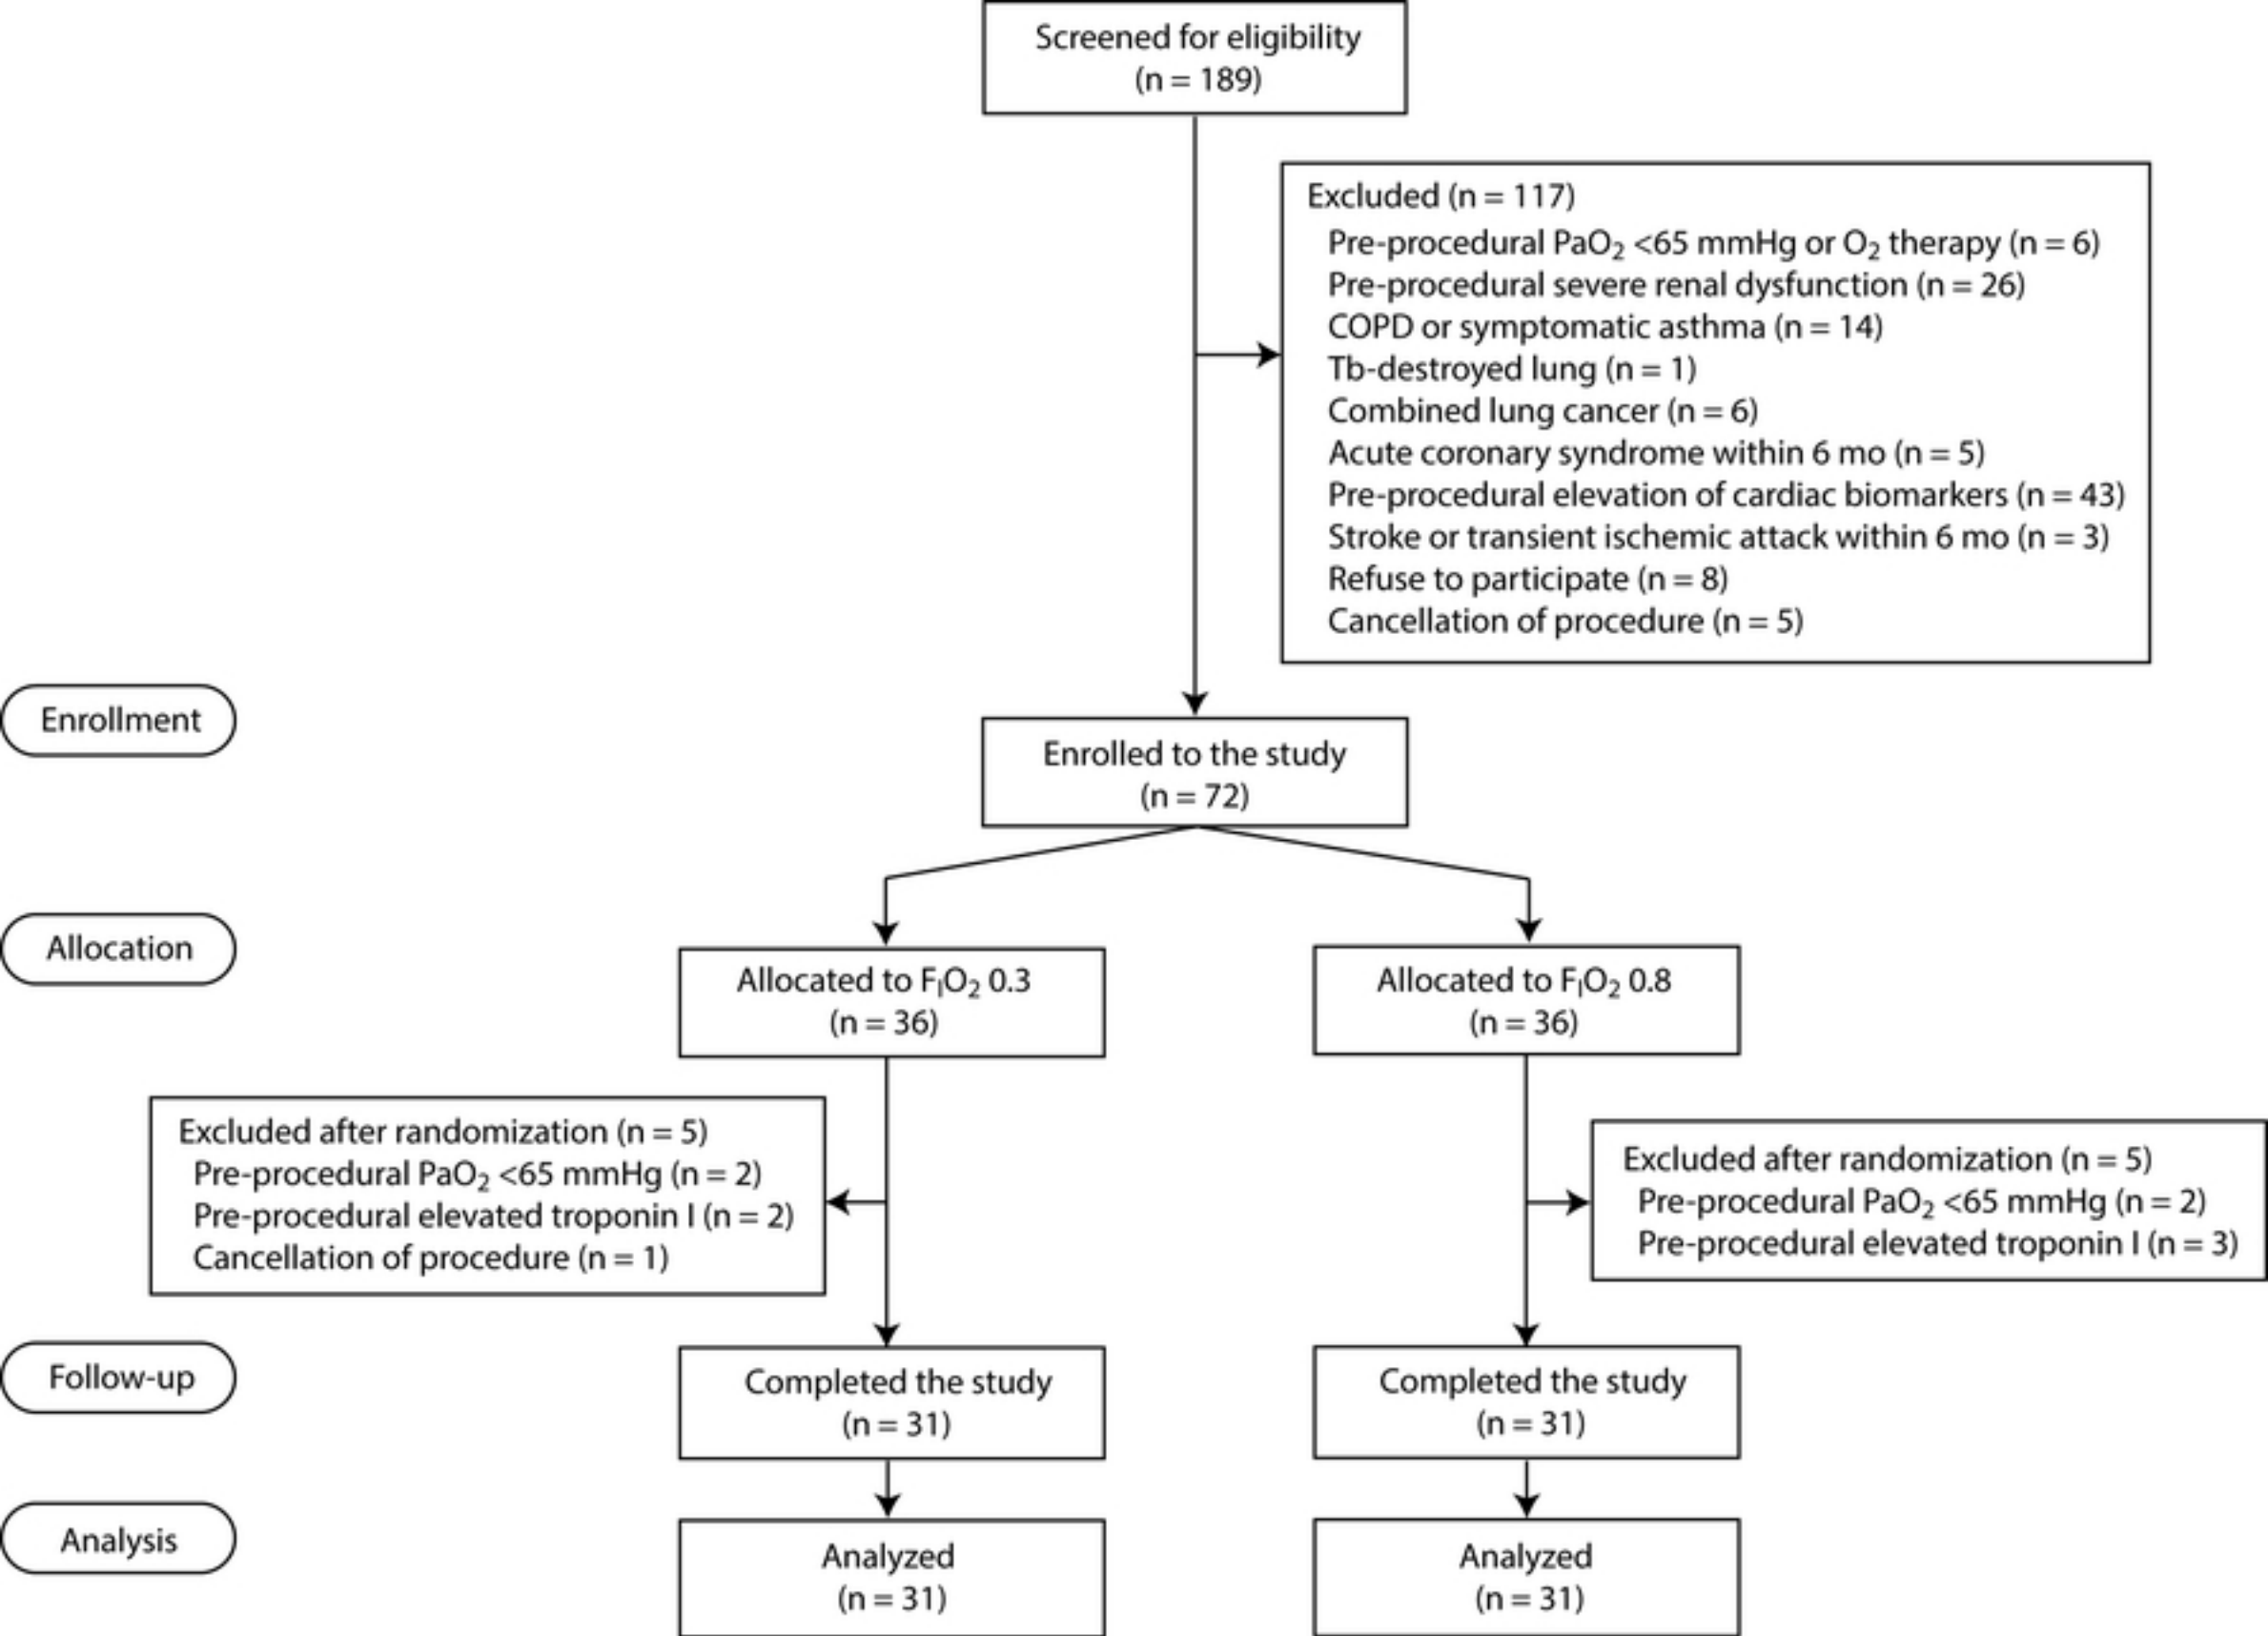 Screened for eligibility
(n = 189)
Excluded (n = 117)
Pre-procedural PaO₂ <65 mmHg or O₂ therapy (n = 6)
Pre-procedural severe renal dysfunction (n = 26)
COPD or symptomatic asthma (n = 14)
Tb-destroyed lung (n = 1)
Combined lung cancer (n = 6)
Acute coronary syndrome within 6 mo (n = 5)
Pre-procedural elevation of cardiac biomarkers (n = 43)
Stroke or transient ischemic attack within 6 mo (n = 3)
Refuse to participate (n = 8)
Cancellation of procedure (n = 5)
Enrollment
Enrolled to the study
(n = 72)
Allocation
Allocated to FIO₂ 0.3
(n = 36)
Allocated to FIO₂ 0.8
(n = 36)
Excluded after randomization (n = 5)
Pre-procedural PaO₂ <65 mmHg (n = 2)
Pre-procedural elevated troponin I (n = 2)
Cancellation of procedure (n = 1)
Excluded after randomization (n = 5)
Pre-procedural PaO₂ <65 mmHg (n = 2)
Pre-procedural elevated troponin I (n = 3)
Follow-up
Completed the study
(n = 31)
Completed the study
(n = 31)
Analysis
Analyzed
(n = 31)
Analyzed
(n = 31)